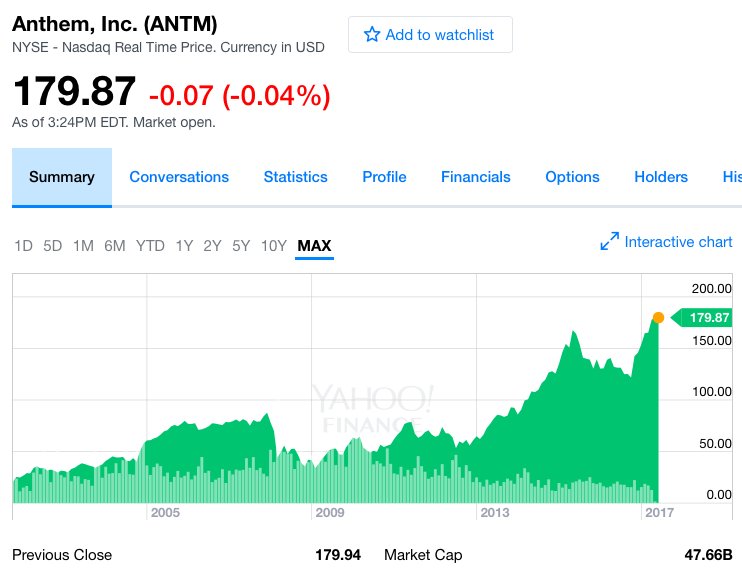 Anthem, Inc. (ANTM)
NYSE - Nasdaq Real Time Price. Currency in USD
Add to watchlist
179.87 -0.07 (-0.04%)
As of 3:24PM EDT. Market open.
Summary Conversations Statistics Profile Financials Options Holders His
1D 5D 1M 6M YTD 1Y 2Y 5Y 10Y MAX
Interactive chart
200.00
179.87
150.00
100.00
YAHOO!
FINANCE
50.00
0.00
2005 2009 2013 2017
Previous Close 179.94 Market Cap 47.66B